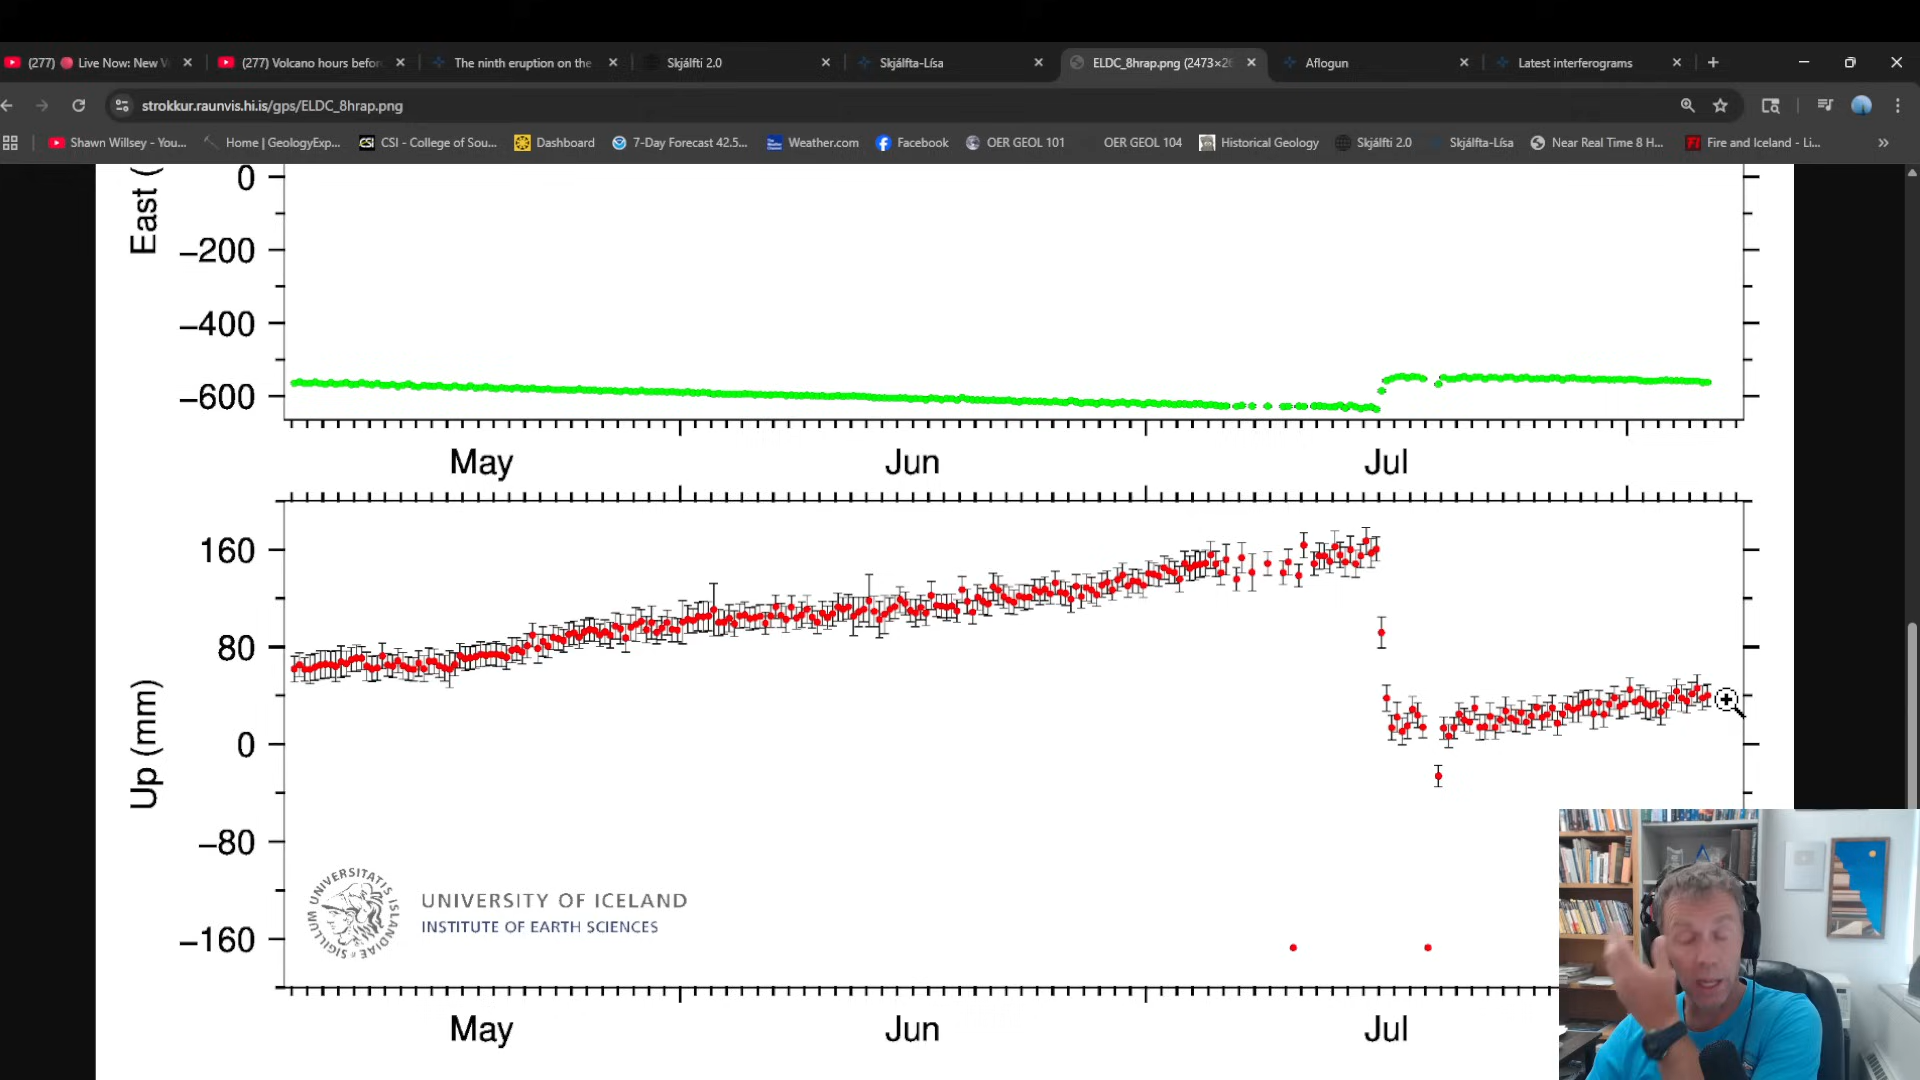 (277) 🔴 Live Now: New V
(277) Volcano hours befor
The ninth eruption on the
Skjálfti 2.0
Skjálfta-Lísa
ELDC_8hrap.png (2473×26
Aflogun
Latest interferograms
strokkur.raunvis.hi.is/gps/ELDC_8hrap.png
Shawn Willsey - You...
Home | GeologyExp...
CSI - College of Sou...
Dashboard
7-Day Forecast 42.5...
Weather.com
Facebook
OER GEOL 101
OER GEOL 104
Historical Geology
Skjálfti 2.0
Skjálfta-Lísa
Near Real Time 8 H...
Fire and Iceland - Li...
East (
0
−200
−400
−600
May Jun Jul
Up (mm)
160
80
0
−80
−160
UNIVERSITATIS ISLANDIAE SIGILLUM
UNIVERSITY OF ICELAND
INSTITUTE OF EARTH SCIENCES
May Jun Jul